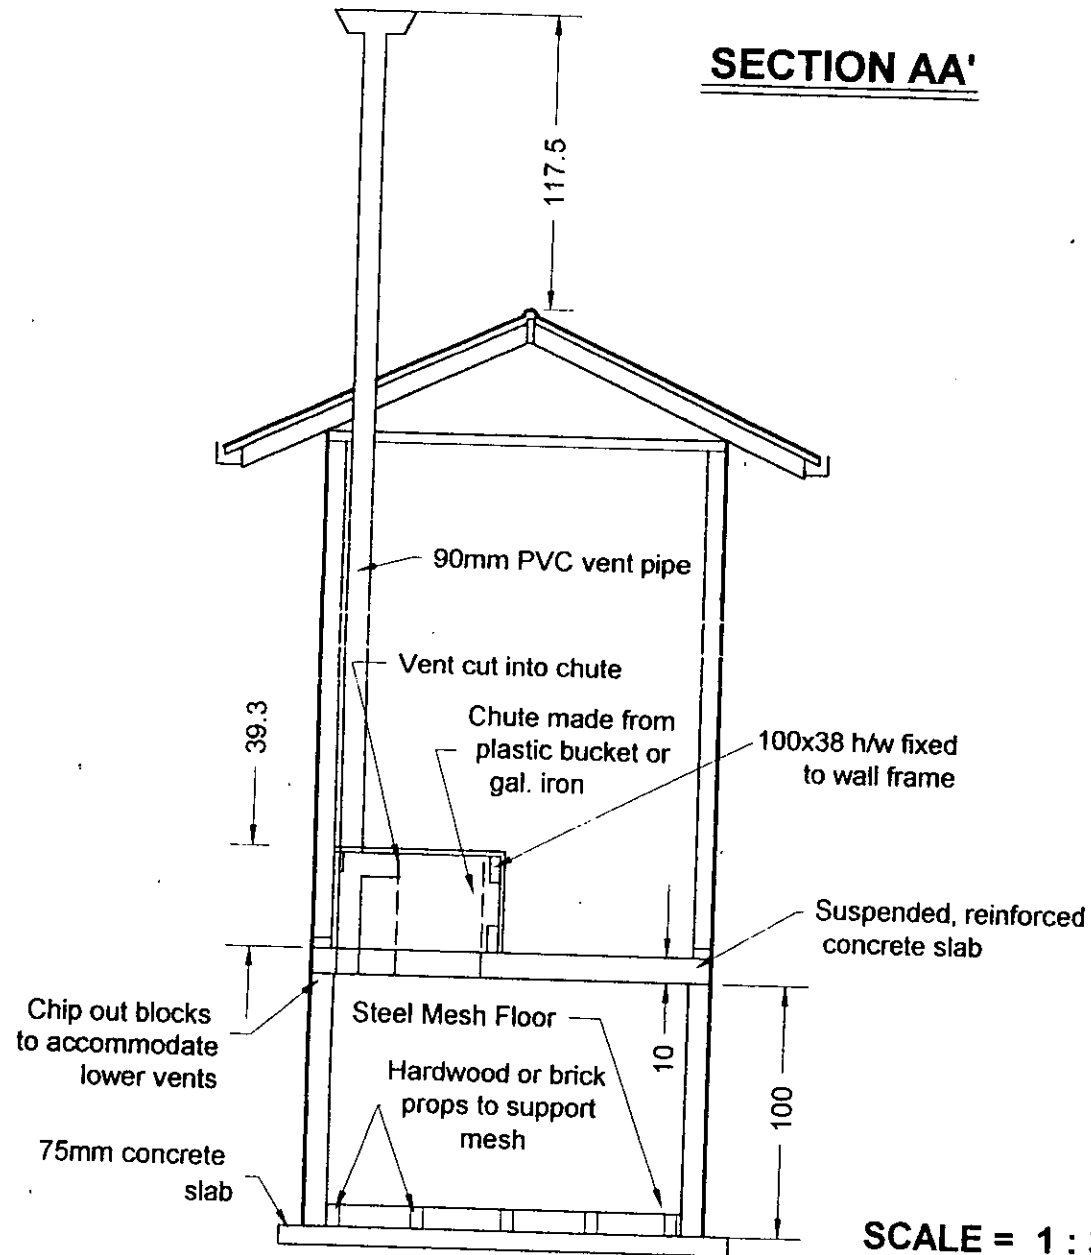 SECTION AA'
117.5
90mm PVC vent pipe
Vent cut into chute
39.3
Chute made from
plastic bucket or
gal. iron
100x38 h/w fixed
to wall frame
Suspended, reinforced
concrete slab
Chip out blocks
to accommodate
lower vents
Steel Mesh Floor
10
Hardwood or brick
props to support
mesh
100
75mm concrete
slab
SCALE = 1 :